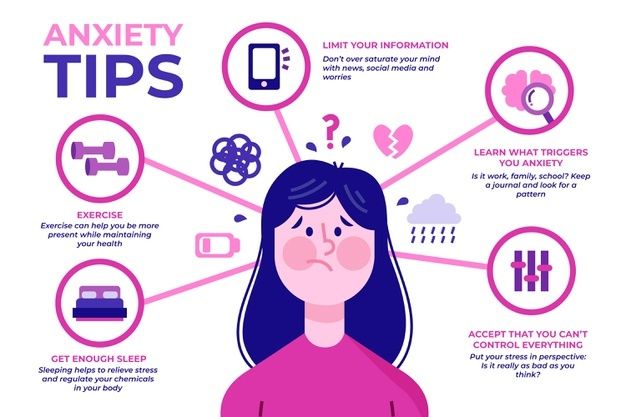 ANXIETY
TIPS
LIMIT YOUR INFORMATION
Don't over saturate your mind
with news, social media and
worries
LEARN WHAT TRIGGERS
YOU ANXIETY
Is it work, family, school? Keep
a journal and look for a
pattern
EXERCISE
Exercise can help you be more
present while maintaining
your health
?
ACCEPT THAT YOU CAN'T
CONTROL EVERYTHING
Put your stress in perspective:
Is it really as bad as you
think?
GET ENOUGH SLEEP
Sleeping helps to relieve stress
and regulate your chemicals
in your body